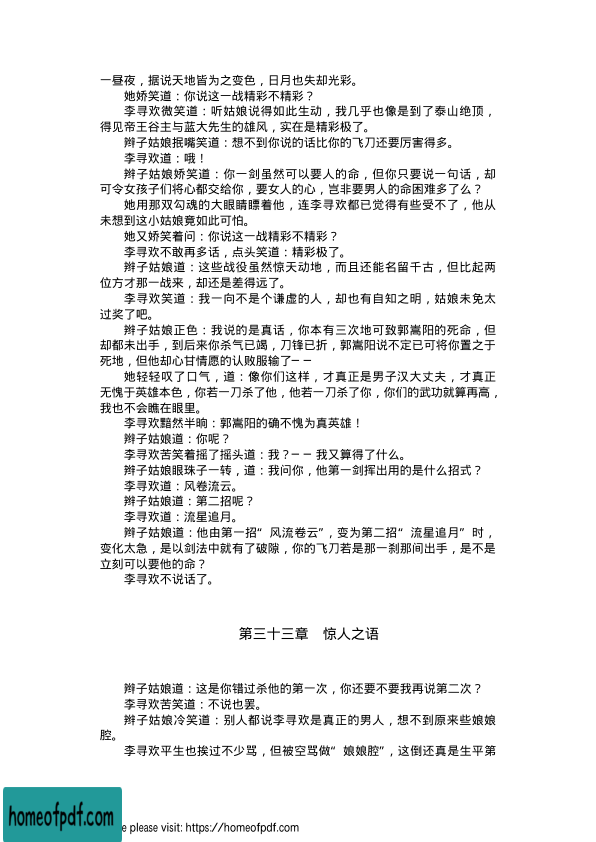 一昼夜，据说天地皆为之变色，日月也失却光彩。
她娇笑道：你说这一战精彩不精彩？
李寻欢微笑道：听姑娘说得如此生动，我几乎也像是到了泰山绝顶，
得见帝王谷主与蓝大先生的雄风，实在是精彩极了。
辫子姑娘抿嘴笑道：想不到你说的话比你的飞刀还要厉害得多。
李寻欢道：哦！
辫子姑娘娇笑道：你一剑虽然可以要人的命，但你只要说一句话，却
可令女孩子们将心都交给你，要女人的心，岂非要男人的命困难多了么？
她用那双勾魂的大眼睛瞟着他，连李寻欢都已觉得有些受不了，他从
未想到这小姑娘竟如此可怕。
她又娇笑着问：你说这一战精彩不精彩？
李寻欢不敢再多话，点头笑道：精彩极了。
辫子姑娘道：这些战役虽然惊天动地，而且还能名留千古，但比起两
位方才那一战来，却还是差得远了。
李寻欢笑道：我一向不是个谦虚的人，却也有自知之明，姑娘未免太
过奖了吧。
辫子姑娘正色：我说的是真话，你本有三次地可致郭嵩阳的死命，但
却都未出手，到后来你杀气已竭，刀锋已折，郭嵩阳说不定已可将你置之于
死地，但他却心甘情愿的认败服输了──
她轻轻叹了口气，道：像你们这样，才真正是男子汉大丈夫，才真正
无愧于英雄本色，你若一刀杀了他，他若一刀杀了你，你们的武功就算再高，
我也不会瞧在眼里。
李寻欢黯然半晌：郭嵩阳的确不愧为真英雄！
辫子姑娘道：你呢？
李寻欢苦笑着摇了摇头道：我？──我又算得了什么。
辫子姑娘眼珠子一转，道：我问你，他第一剑挥出用的是什么招式？
李寻欢道：风卷流云。
辫子姑娘道：第二招呢？
李寻欢道：流星追月。
辫子姑娘道：他由第一招“风流卷云”，变为第二招“流星追月”时，
变化太急，是以剑法中就有了破隙，你的飞刀若是那一刹那间出手，是不是
立刻可以要他的命？
李寻欢不说话了。
第三十三章　惊人之语
辫子姑娘道：这是你错过杀他的第一次，你还要不要我再说第二次？
李寻欢苦笑道：不说也罢。
辫子姑娘冷笑道：别人都说李寻欢是真正的男人，想不到原来些娘娘
腔。
李寻欢平生也挨过不少骂，但被空骂做“娘娘腔”，这倒还真是生平第
homeofpdf.com
e please visit: https://homeofpdf.com